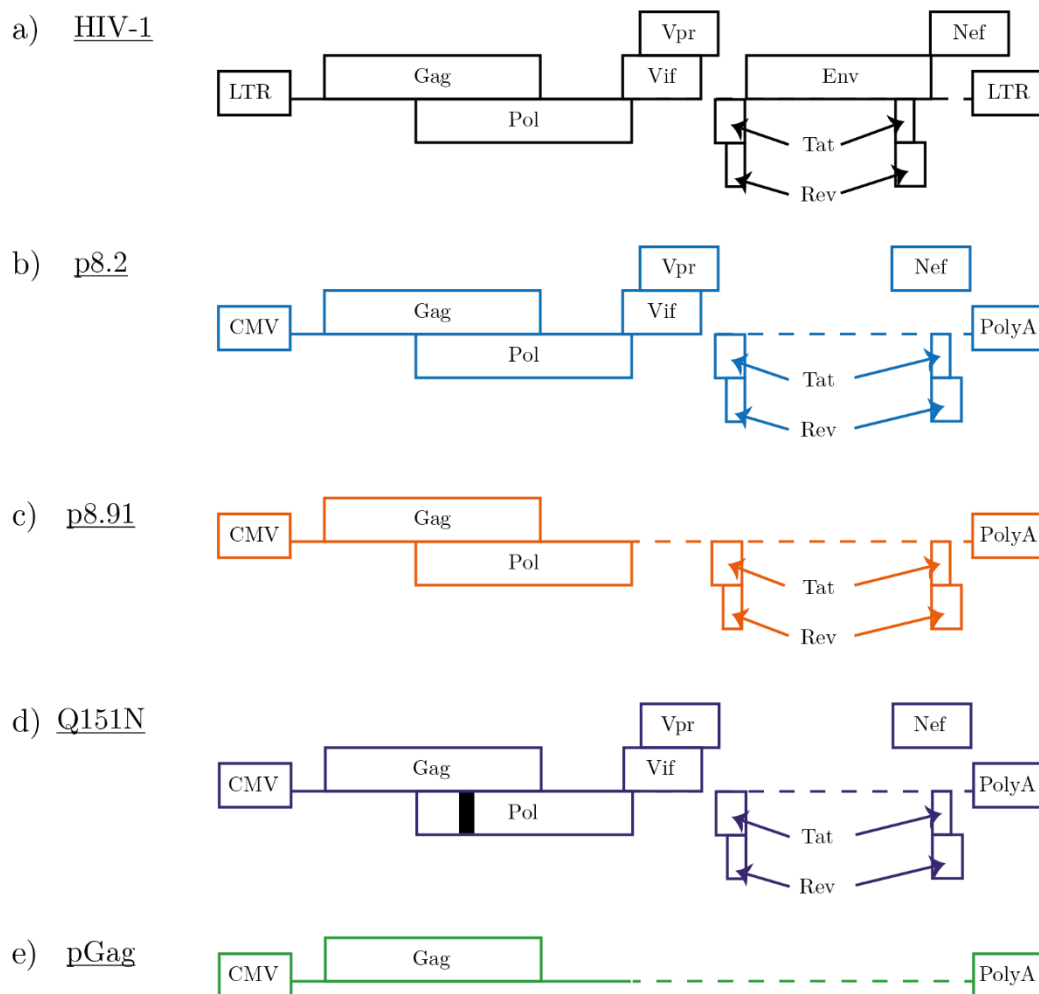 a) HIV-1
Vpr Nef
LTR Gag Vif Env LTR
Pol
Tat
Rev
b) p8.2
Vpr Nef
CMV Gag Vif PolyA
Pol
Tat
Rev
c) p8.91
CMV Gag PolyA
Pol
Tat
Rev
d) Q151N
Vpr Nef
CMV Gag Vif PolyA
Pol
Tat
Rev
e) pGag
CMV Gag PolyA